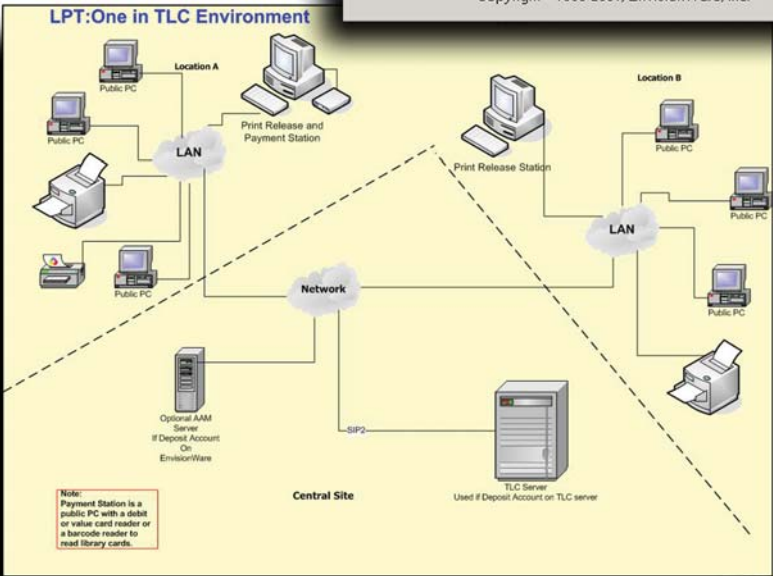 LPT:One in TLC Environment
Location A
Public PC
Public PC
LAN
Print Release and
Payment Station
Public PC
Location B
Print Release Station
Public PC
Public PC
LAN
Public PC
Network
Optional AAM
Server
If Deposit Account
On
EnvisionWare
SIP2
TLC Server
Used if Deposit Account on TLC server
Central Site
Note:
Payment Station is a
public PC with a debit
or value card reader or
a barcode reader to
read library cards.